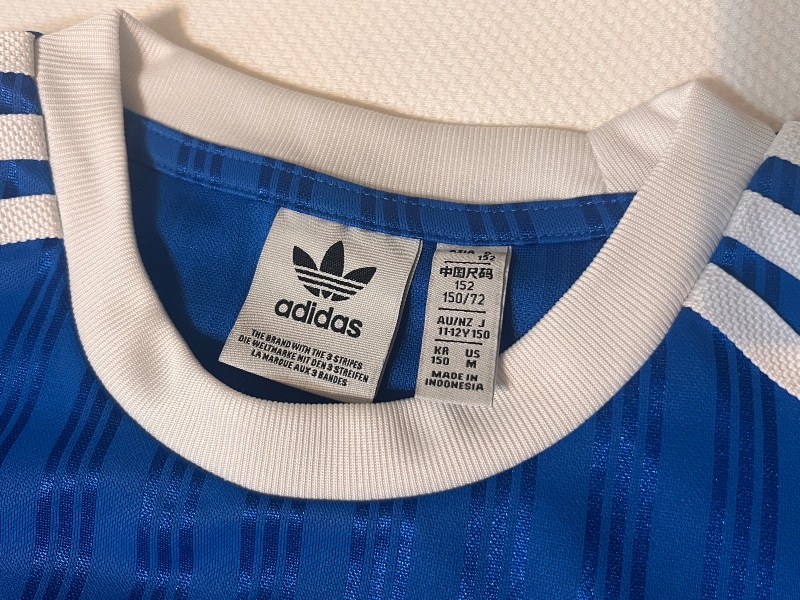 adidas
THE BRAND WITH THE 3 STRIPES
DIE WELTMARKE MIT DEN 3 STREIFEN
LA MARQUE AUX 3 BANDES
152
中国尺码
152
150/72
AU/NZ J
11-12Y 150
KR US
150 M
MADE IN
INDONESIA